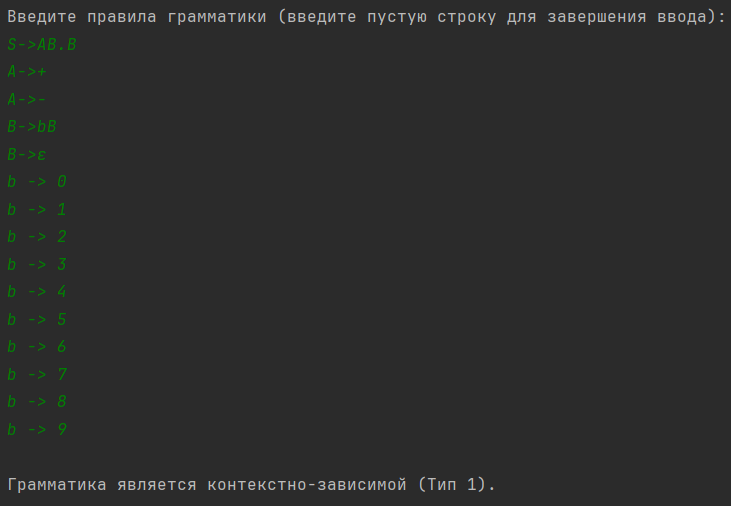 Введите правила грамматики (введите пустую строку для завершения ввода):
S->AB.B
A->+
A->-
B->bB
B->ε
b -> 0
b -> 1
b -> 2
b -> 3
b -> 4
b -> 5
b -> 6
b -> 7
b -> 8
b -> 9
Грамматика является контекстно-зависимой (Тип 1).